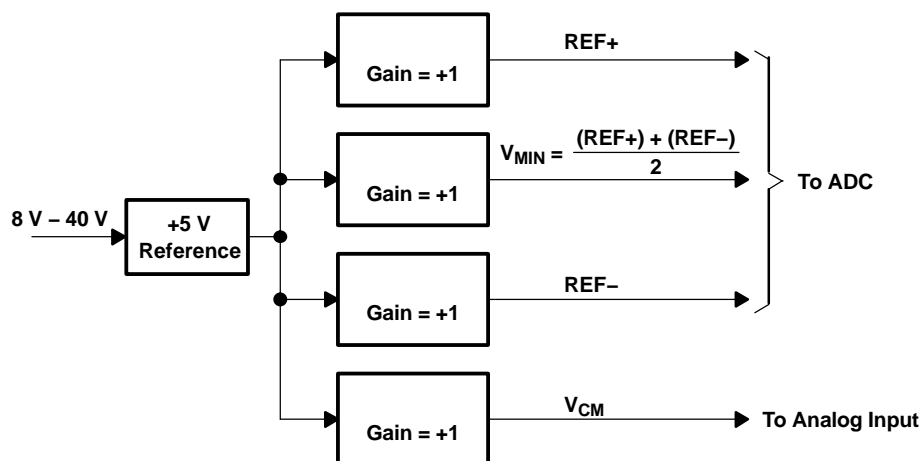 Gain = +1
REF+
Gain = +1
V_MIN = (REF+) + (REF−)
2
To ADC
8 V – 40 V
+5 V
Reference
Gain = +1
REF−
Gain = +1
V_CM
To Analog Input